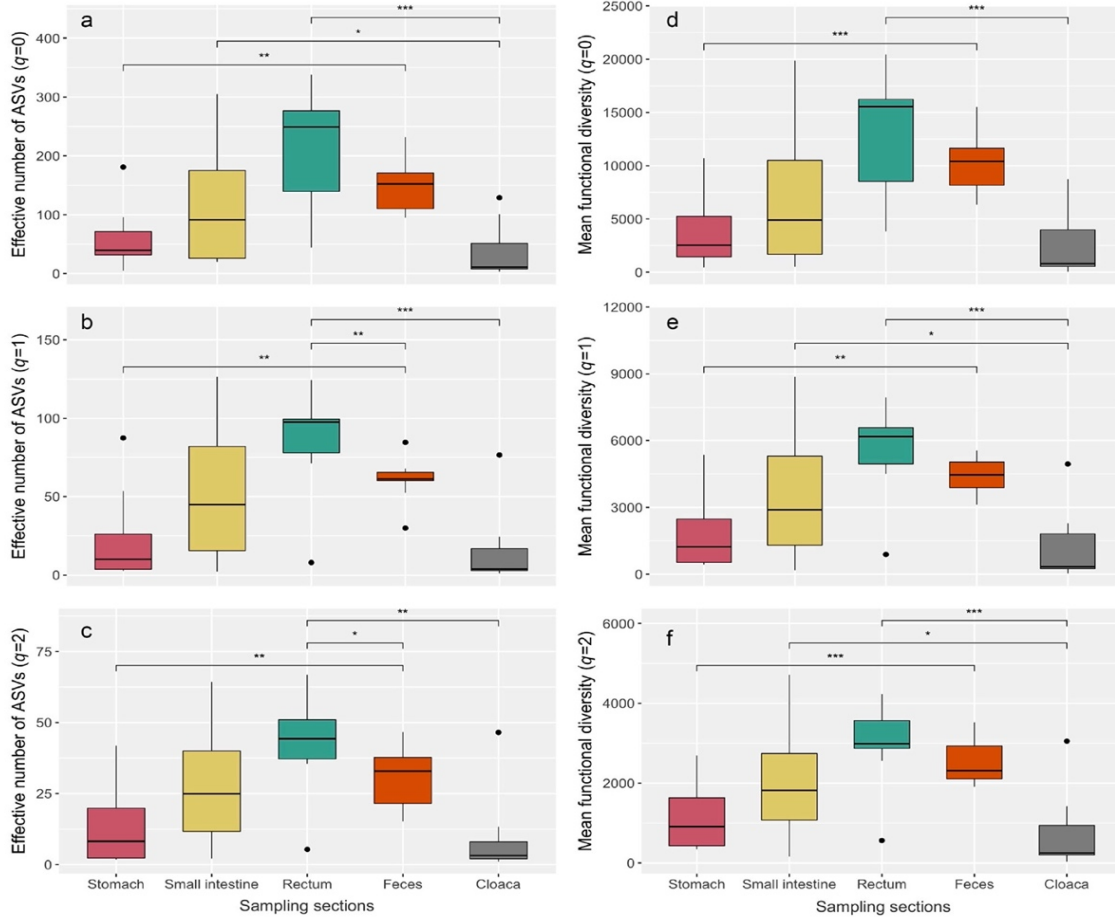 a
Effective number of ASVs (q=0)
400
300
200
100
0
***
*
**
d
Mean functional diversity (q=0)
25000
20000
15000
10000
5000
0
***
***
b
Effective number of ASVs (q=1)
150
100
50
0
***
**
**
e
Mean functional diversity (q=1)
12000
9000
6000
3000
0
***
*
**
c
Effective number of ASVs (q=2)
75
50
25
0
**
*
**
Stomach Small intestine Rectum Feces Cloaca
Sampling sections
f
Mean functional diversity (q=2)
6000
4000
2000
0
***
*
***
Stomach Small intestine Rectum Feces Cloaca
Sampling sections